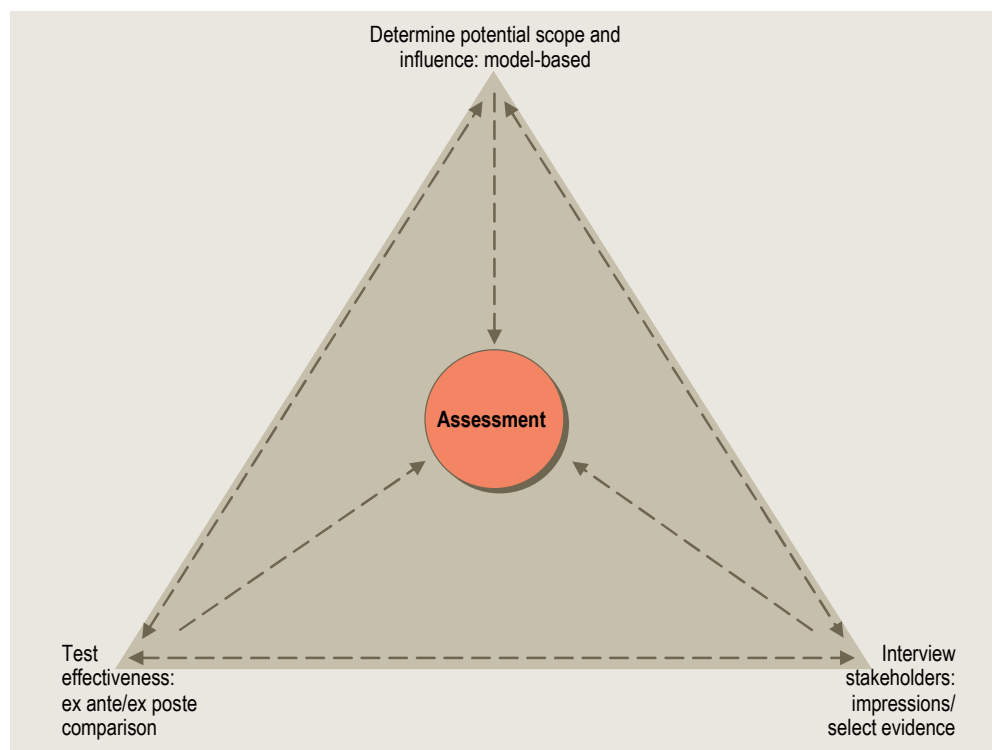 Determine potential scope and
influence: model-based
Assessment
Test
effectiveness:
ex ante/ex poste
comparison
Interview
stakeholders:
impressions/
select evidence